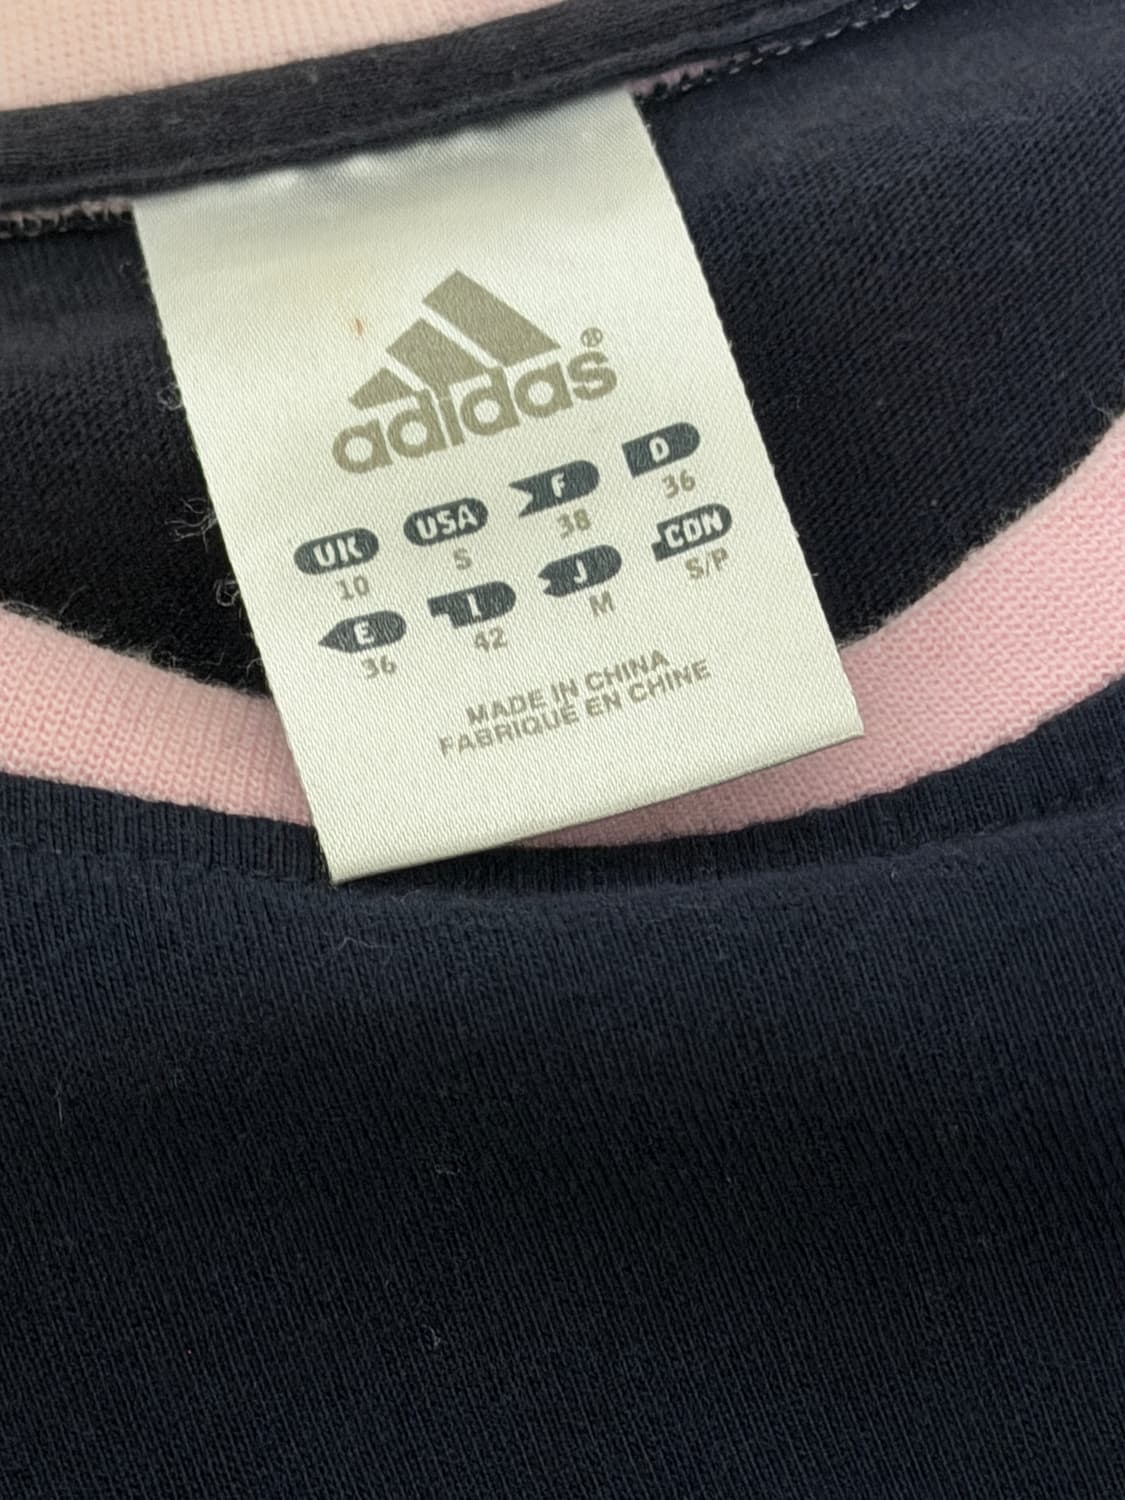 adidas®
UK USA F D
10 S 38 36
E I J CDN
36 42 M S/P
MADE IN CHINA
FABRIQUÉ EN CHINE